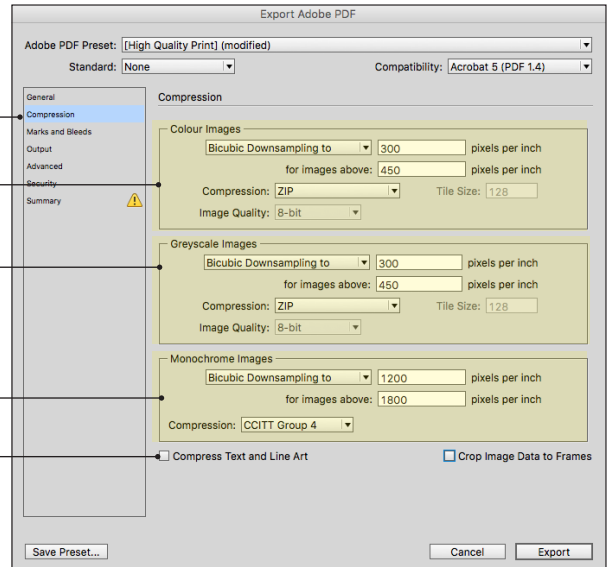 Export Adobe PDF
Adobe PDF Preset: [High Quality Print] (modified)
Standard: None Compatibility: Acrobat 5 (PDF 1.4)
General
Compression
Marks and Bleeds
Output
Advanced
Security
Summary
Compression
Colour Images
Bicubic Downsampling to 300 pixels per inch
for images above: 450 pixels per inch
Compression: ZIP Tile Size: 128
Image Quality: 8-bit
Greyscale Images
Bicubic Downsampling to 300 pixels per inch
for images above: 450 pixels per inch
Compression: ZIP Tile Size: 128
Image Quality: 8-bit
Monochrome Images
Bicubic Downsampling to 1200 pixels per inch
for images above: 1800 pixels per inch
Compression: CCITT Group 4
Compress Text and Line Art Crop Image Data to Frames
Save Preset... Cancel Export